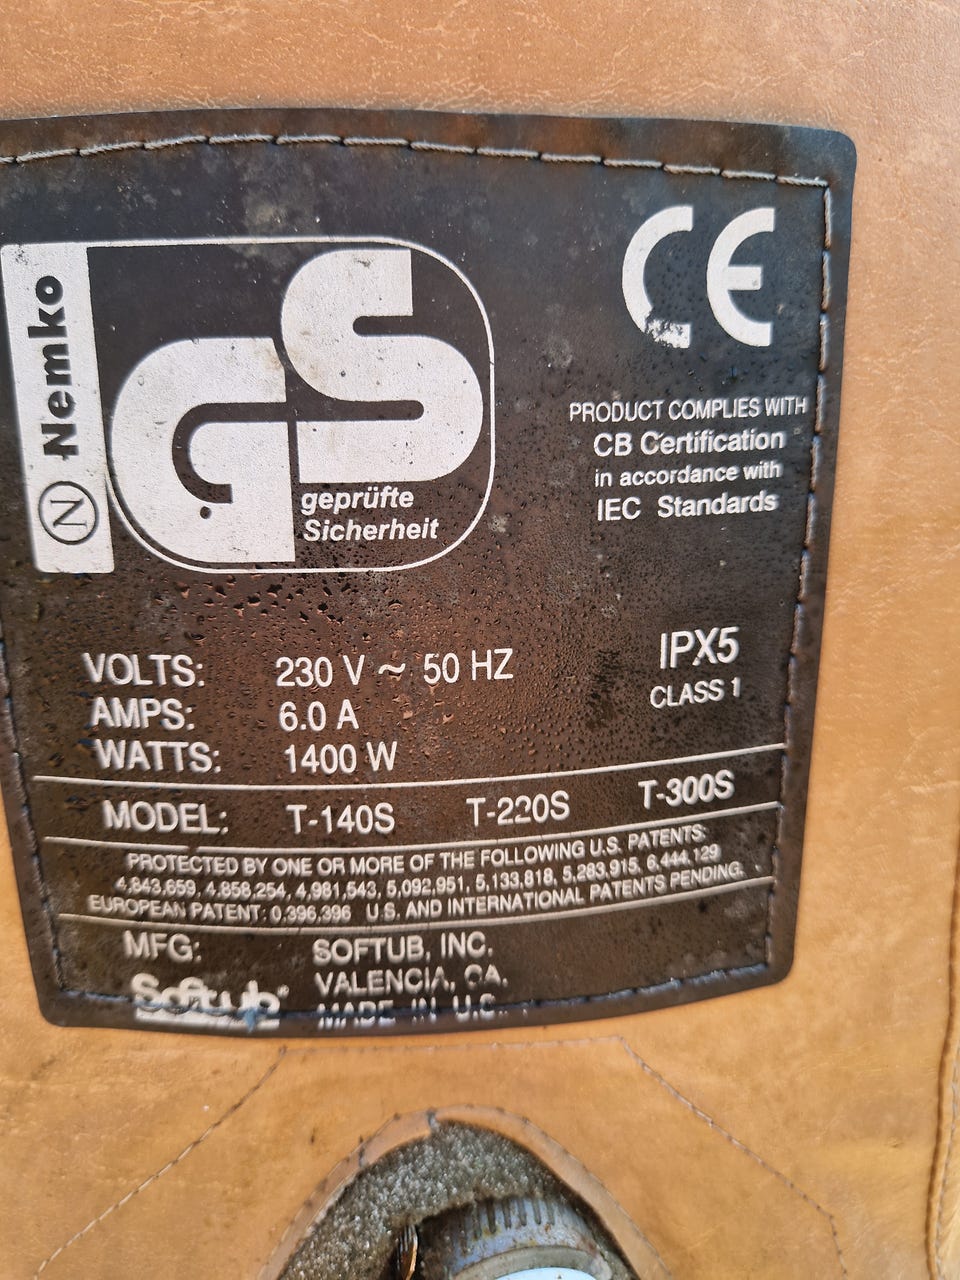 N Nemko
GS
geprüfte
Sicherheit
CE
PRODUCT COMPLIES WITH
CB Certification
in accordance with
IEC Standards
IPX5
CLASS 1
VOLTS: 230 V ~ 50 HZ
AMPS: 6.0 A
WATTS: 1400 W
MODEL: T-140S T-220S T-300S
PROTECTED BY ONE OR MORE OF THE FOLLOWING U.S. PATENTS:
4,843,659, 4,858,254, 4,981,543, 5,092,951, 5,133,818, 5,283,915, 6,444,129
EUROPEAN PATENT: 0,396,396 U.S. AND INTERNATIONAL PATENTS PENDING.
MFG: SOFTUB, INC.
Softub® VALENCIA, CA.
MADE IN U.S.